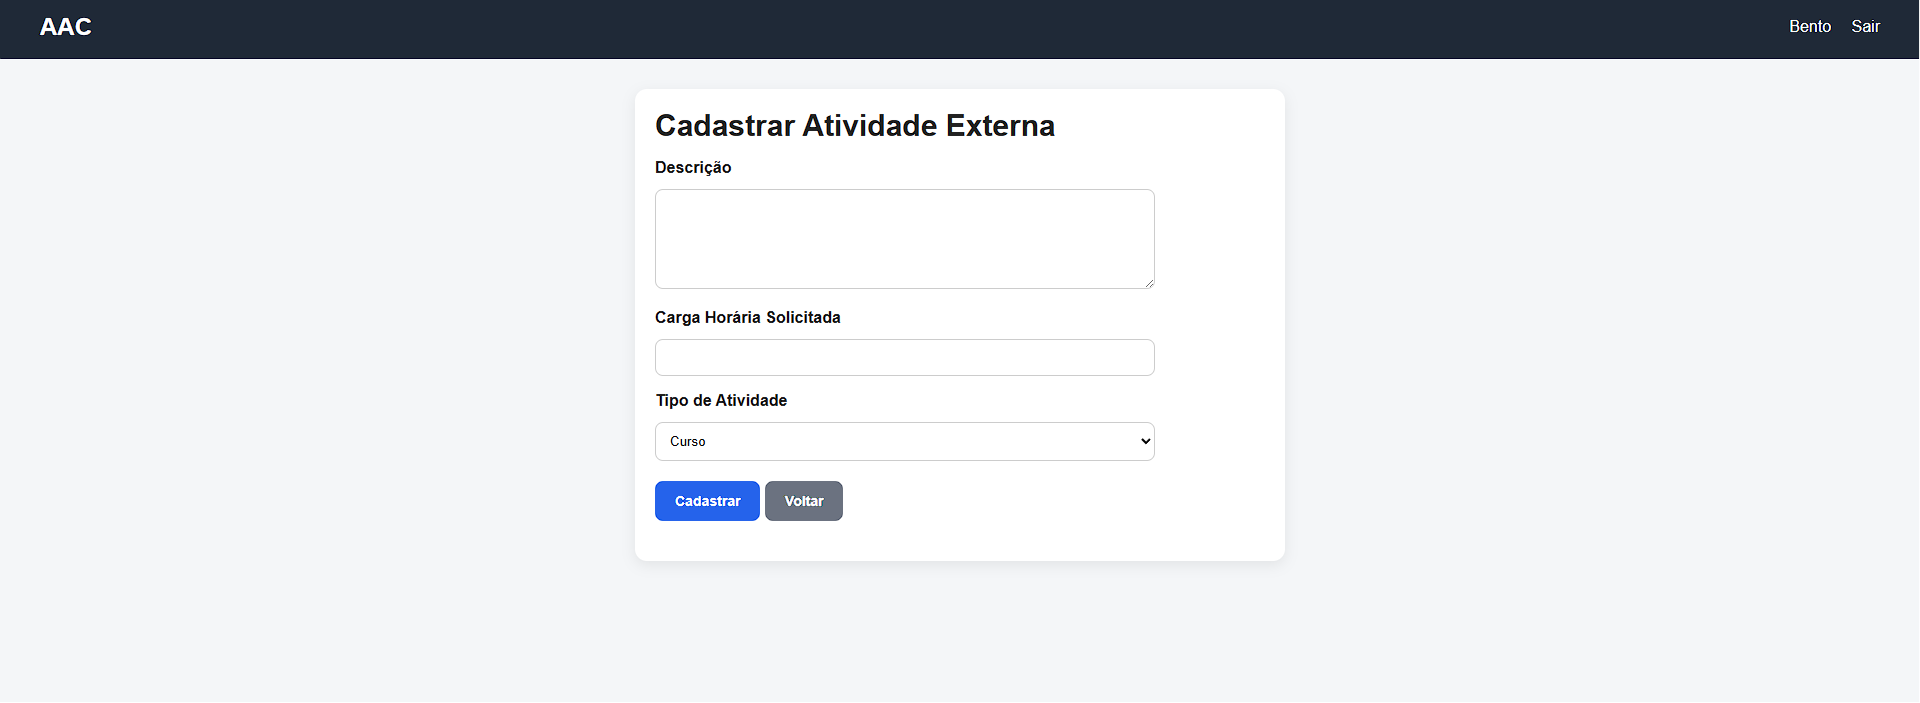 AAC
Bento Sair
Cadastrar Atividade Externa
Descrição
Carga Horária Solicitada
Tipo de Atividade
Curso
Cadastrar Voltar